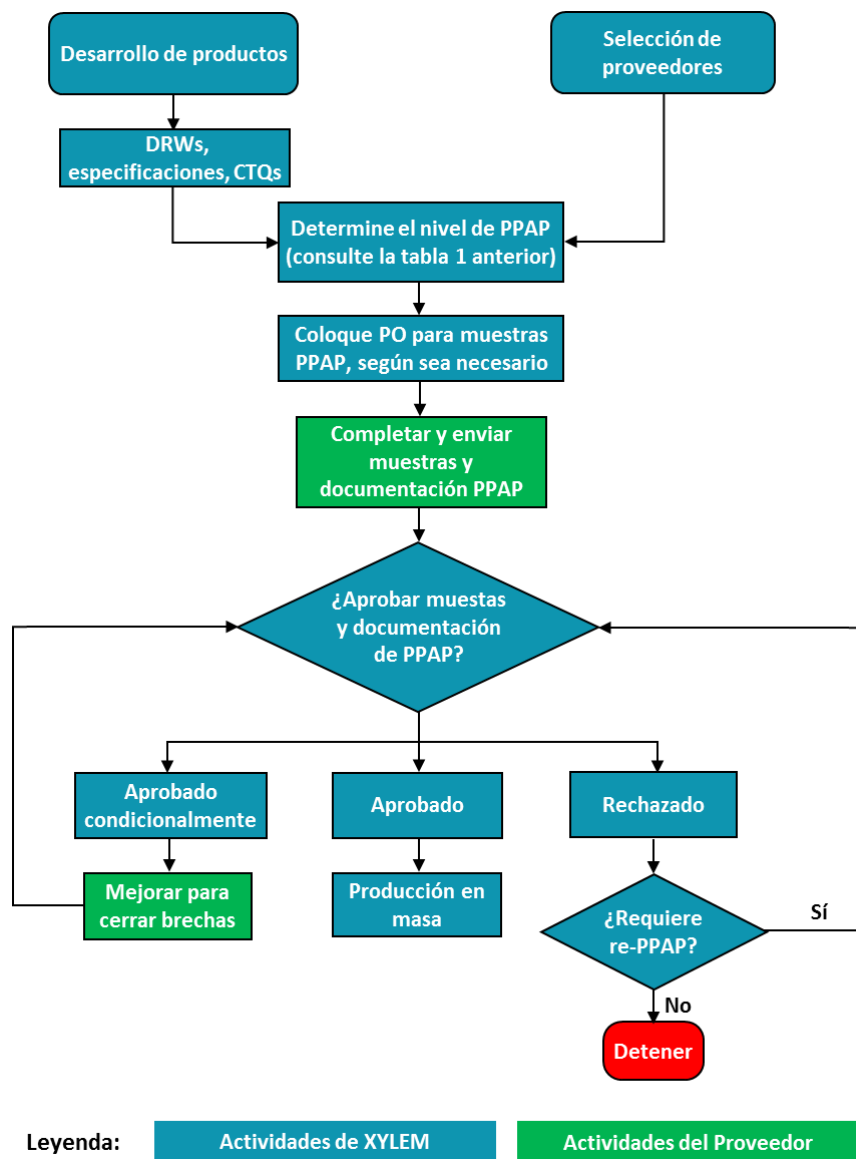 Desarrollo de productos
Selección de
proveedores
DRWs,
especificaciones, CTQs
Determine el nivel de PPAP
(consulte la tabla 1 anterior)
Coloque PO para muestras
PPAP, según sea necesario
Completar y enviar
muestras y
documentación PPAP
¿Aprobar muestas
y documentación
de PPAP?
Aprobado
condicionalmente
Aprobado
Rechazado
Mejorar para
cerrar brechas
Producción en
masa
¿Requiere
re-PPAP?
Sí
No
Detener
Leyenda:
Actividades de XYLEM
Actividades del Proveedor